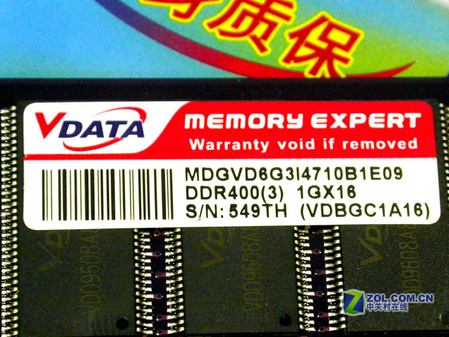 质保
VDATA
MEMORY EXPERT
Warranty void if removed
MDGVD6G3I4710B1E09
DDR400(3) 1GX16
S/N: 549TH (VDBGC1A16)
ZOL.COM.CN
中关村在线